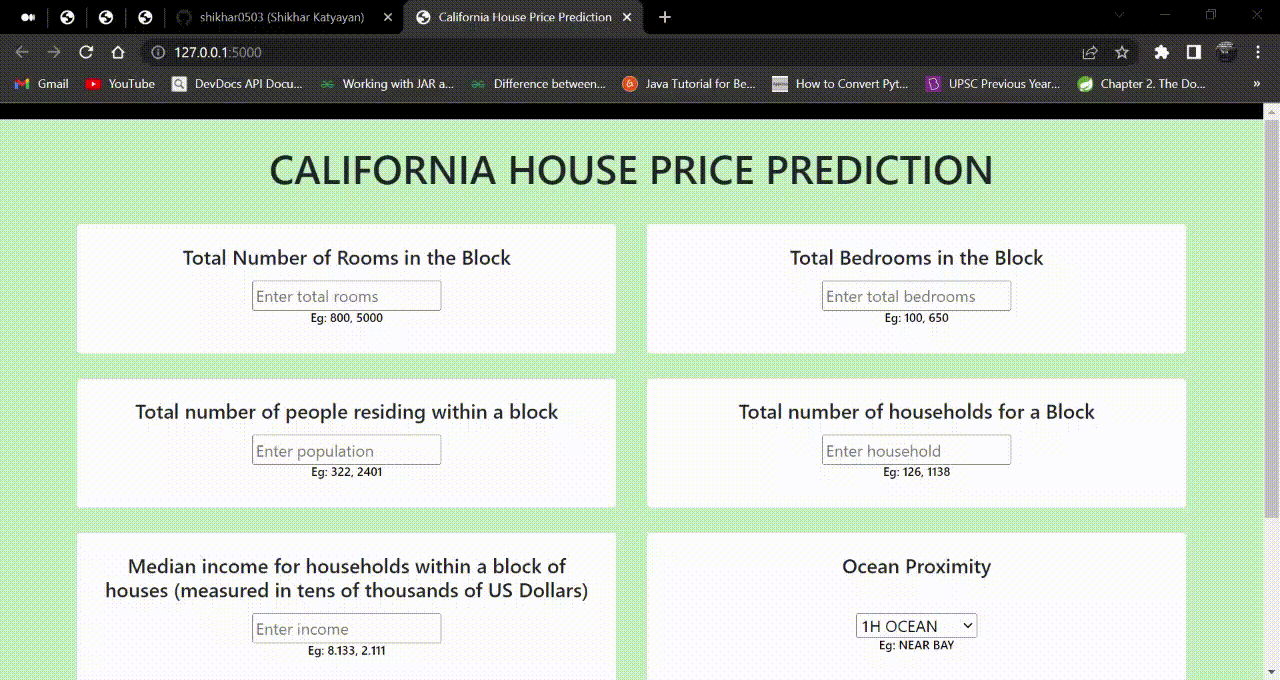 shikhar0503 (Shikhar Katyayan)
California House Price Prediction
127.0.0.1:5000
Gmail
YouTube
DevDocs API Docu...
Working with JAR a...
Difference between...
Java Tutorial for Be...
How to Convert Pyt...
UPSC Previous Year...
Chapter 2. The Do...
»
CALIFORNIA HOUSE PRICE PREDICTION
Total Number of Rooms in the Block
Enter total rooms
Eg: 800, 5000
Total Bedrooms in the Block
Enter total bedrooms
Eg: 100, 650
Total number of people residing within a block
Enter population
Eg: 322, 2401
Total number of households for a Block
Enter household
Eg: 126, 1138
Median income for households within a block of
houses (measured in tens of thousands of US Dollars)
Enter income
Eg: 8.133, 2.111
Ocean Proximity
1H OCEAN
Eg: NEAR BAY